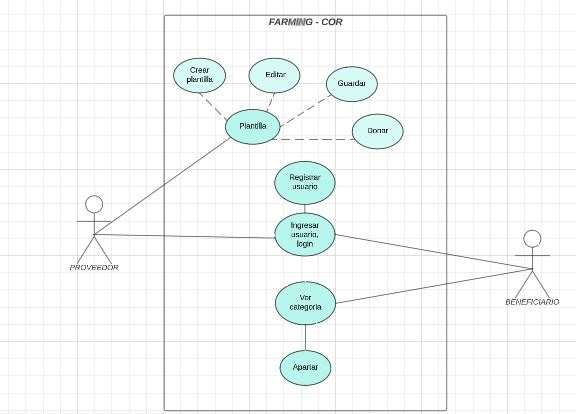 FARMING - COR
Crear
plantilla
Editar
Guardar
Plantilla
Donar
Registrar
usuario
Ingresar
usuario,
login
PROVEEDOR
Ver
categoria
BENEFICIARIO
Apartar